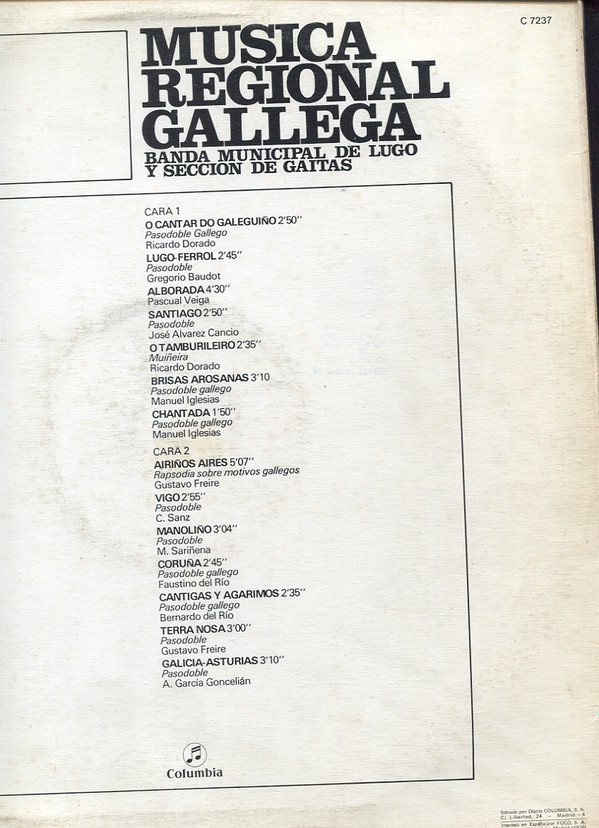 C 7237
MUSICA
REGIONAL
GALLEGA
BANDA MUNICIPAL DE LUGO
Y SECCION DE GAITAS
CARA 1
O CANTAR DO GALEGUIÑO 2'50''
Pasodoble Gallego
Ricardo Dorado
LUGO-FERROL 2'45''
Pasodoble
Gregorio Baudot
ALBORADA 4'30''
Pascual Veiga
SANTIAGO 2'50''
Pasodoble
José Alvarez Cancio
O TAMBURILEIRO 2'35''
Muiñeira
Ricardo Dorado
BRISAS AROSANAS 3'10
Pasodoble gallego
Manuel Iglesias
CHANTADA 1'50''
Pasodoble gallego
Manuel Iglesias
CARA 2
AIRIÑOS AIRES 5'07''
Rapsodia sobre motivos gallegos
Gustavo Freire
VIGO 2'55''
Pasodoble
C. Sanz
MANOLIÑO 3'04''
Pasodoble
M. Sariñena
CORUÑA 2'45''
Pasodoble gallego
Faustino del Río
CANTIGAS Y AGARIMOS 2'35''
Pasodoble gallego
Bernardo del Río
TERRA NOSA 3'00''
Pasodoble
Gustavo Freire
GALICIA-ASTURIAS 3'10''
Pasodoble
A. García Goncelián
Columbia
Editado por Discos COLUMBIA, S. A.
C/. Libertad, 24 — Madrid.-4
Impreso en España por FOCO, S. A.